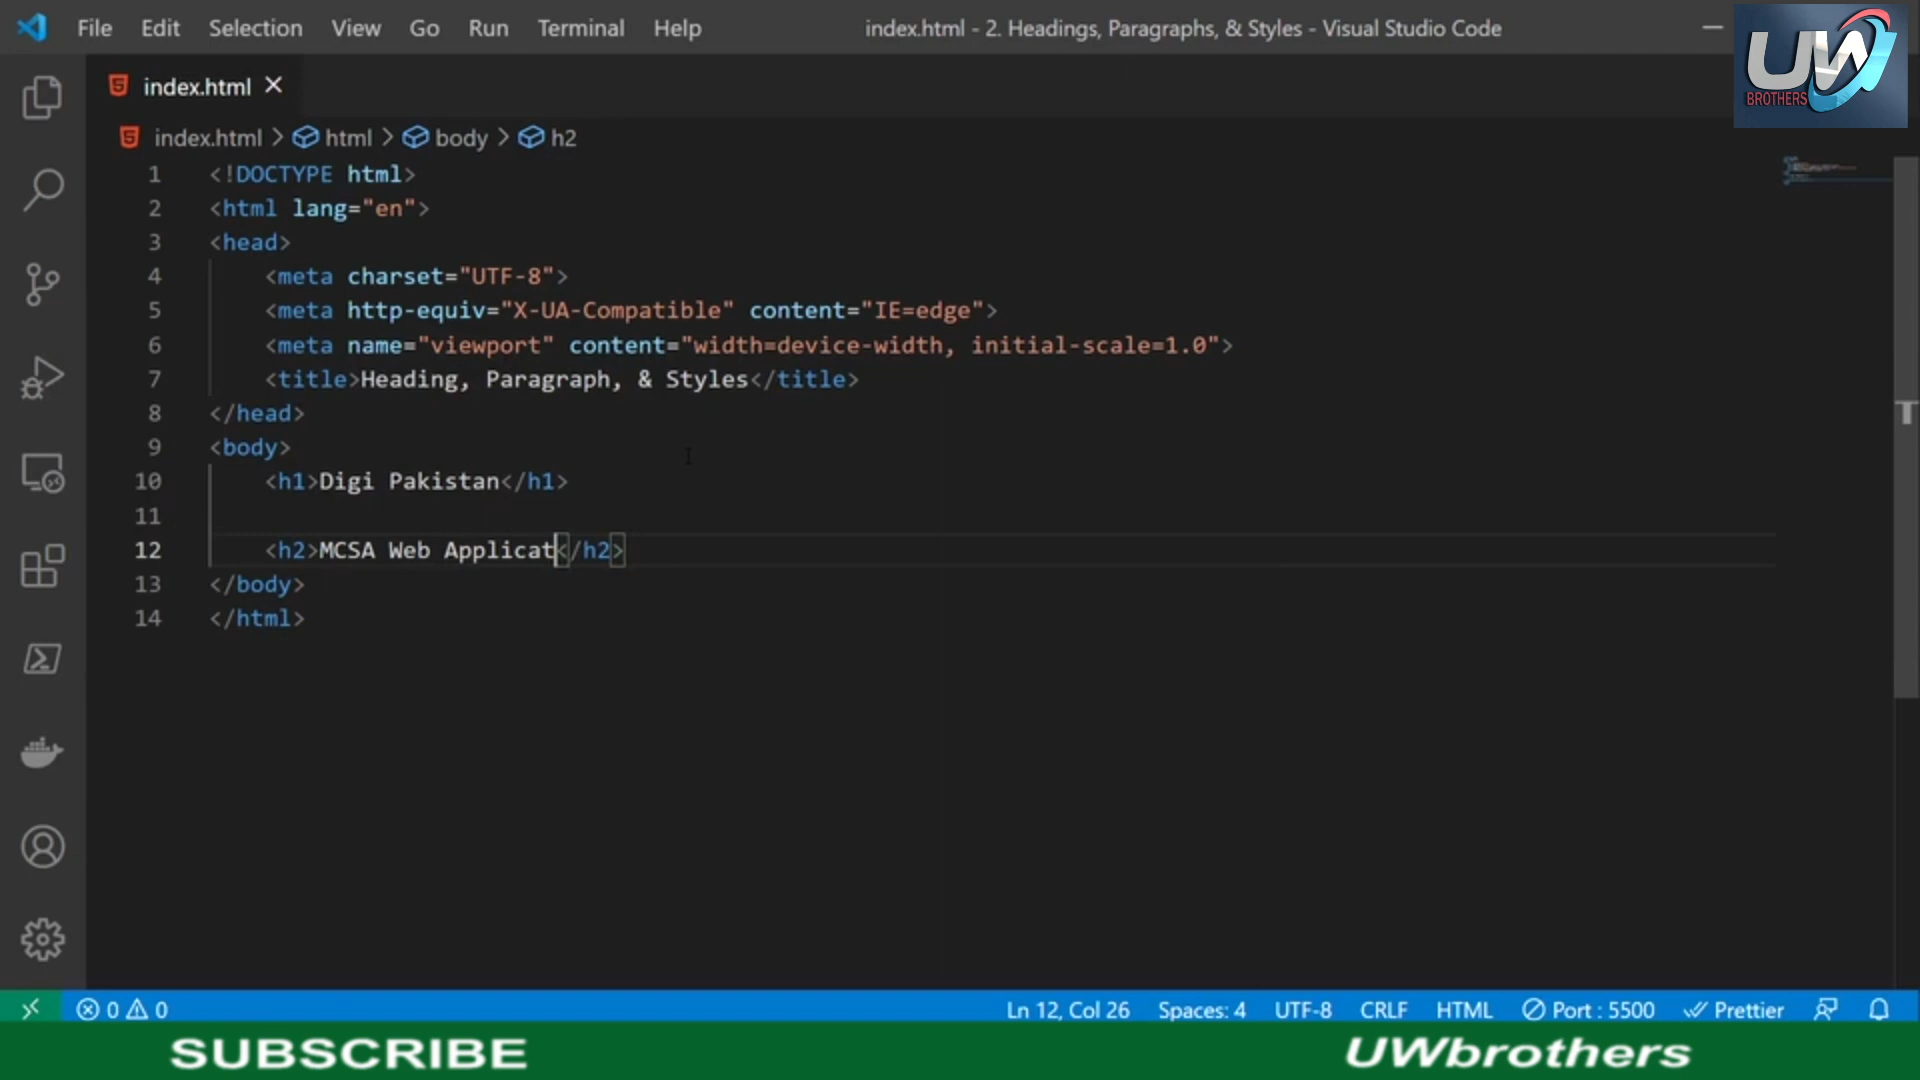 File Edit Selection View Go Run Terminal Help index.html - 2. Headings, Paragraphs, & Styles - Visual Studio Code
UW
BROTHERS
index.html
index.html > html > body > h2
1 <!DOCTYPE html>
2 <html lang="en">
3 <head>
4 <meta charset="UTF-8">
5 <meta http-equiv="X-UA-Compatible" content="IE=edge">
6 <meta name="viewport" content="width=device-width, initial-scale=1.0">
7 <title>Heading, Paragraph, & Styles</title>
8 </head>
9 <body>
10 <h1>Digi Pakistan</h1>
11
12 <h2>MCSA Web Applicat</h2>
13 </body>
14 </html>
0 0 Ln 12, Col 26 Spaces: 4 UTF-8 CRLF HTML Port : 5500 Prettier
SUBSCRIBE UWbrothers